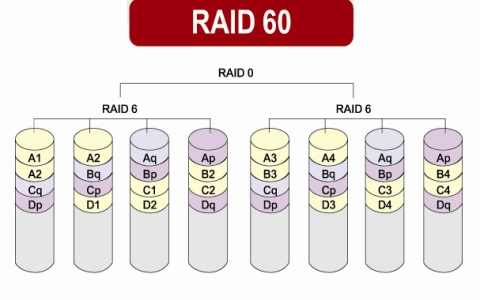 RAID 60
RAID 0
RAID 6 RAID 6
A1 A2 Aq Ap A3 A4 Aq Ap
A2 Bq Bp B2 B3 Bq Bp B4
Cq Cp C1 C2 Cq Cp C3 C4
Dp D1 D2 Dq Dp D3 D4 Dq